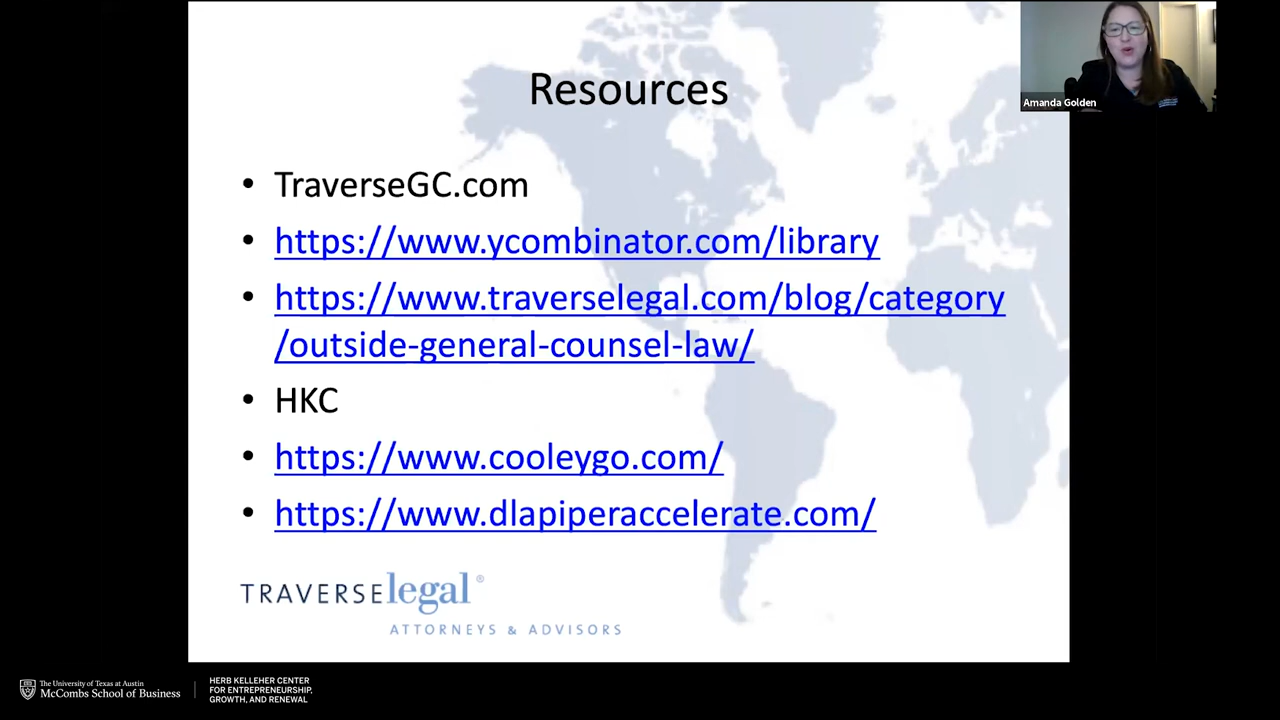 Resources
Amanda Golden
• TraverseGC.com
• https://www.ycombinator.com/library
• https://www.traverselegal.com/blog/category
/outside-general-counsel-law/
• HKC
• https://www.cooleygo.com/
• https://www.dlapiperaccelerate.com/
TRAVERSElegal®
ATTORNEYS & ADVISORS
The University of Texas at Austin
McCombs School of Business
HERB KELLEHER CENTER
FOR ENTREPRENEURSHIP,
GROWTH, AND RENEWAL